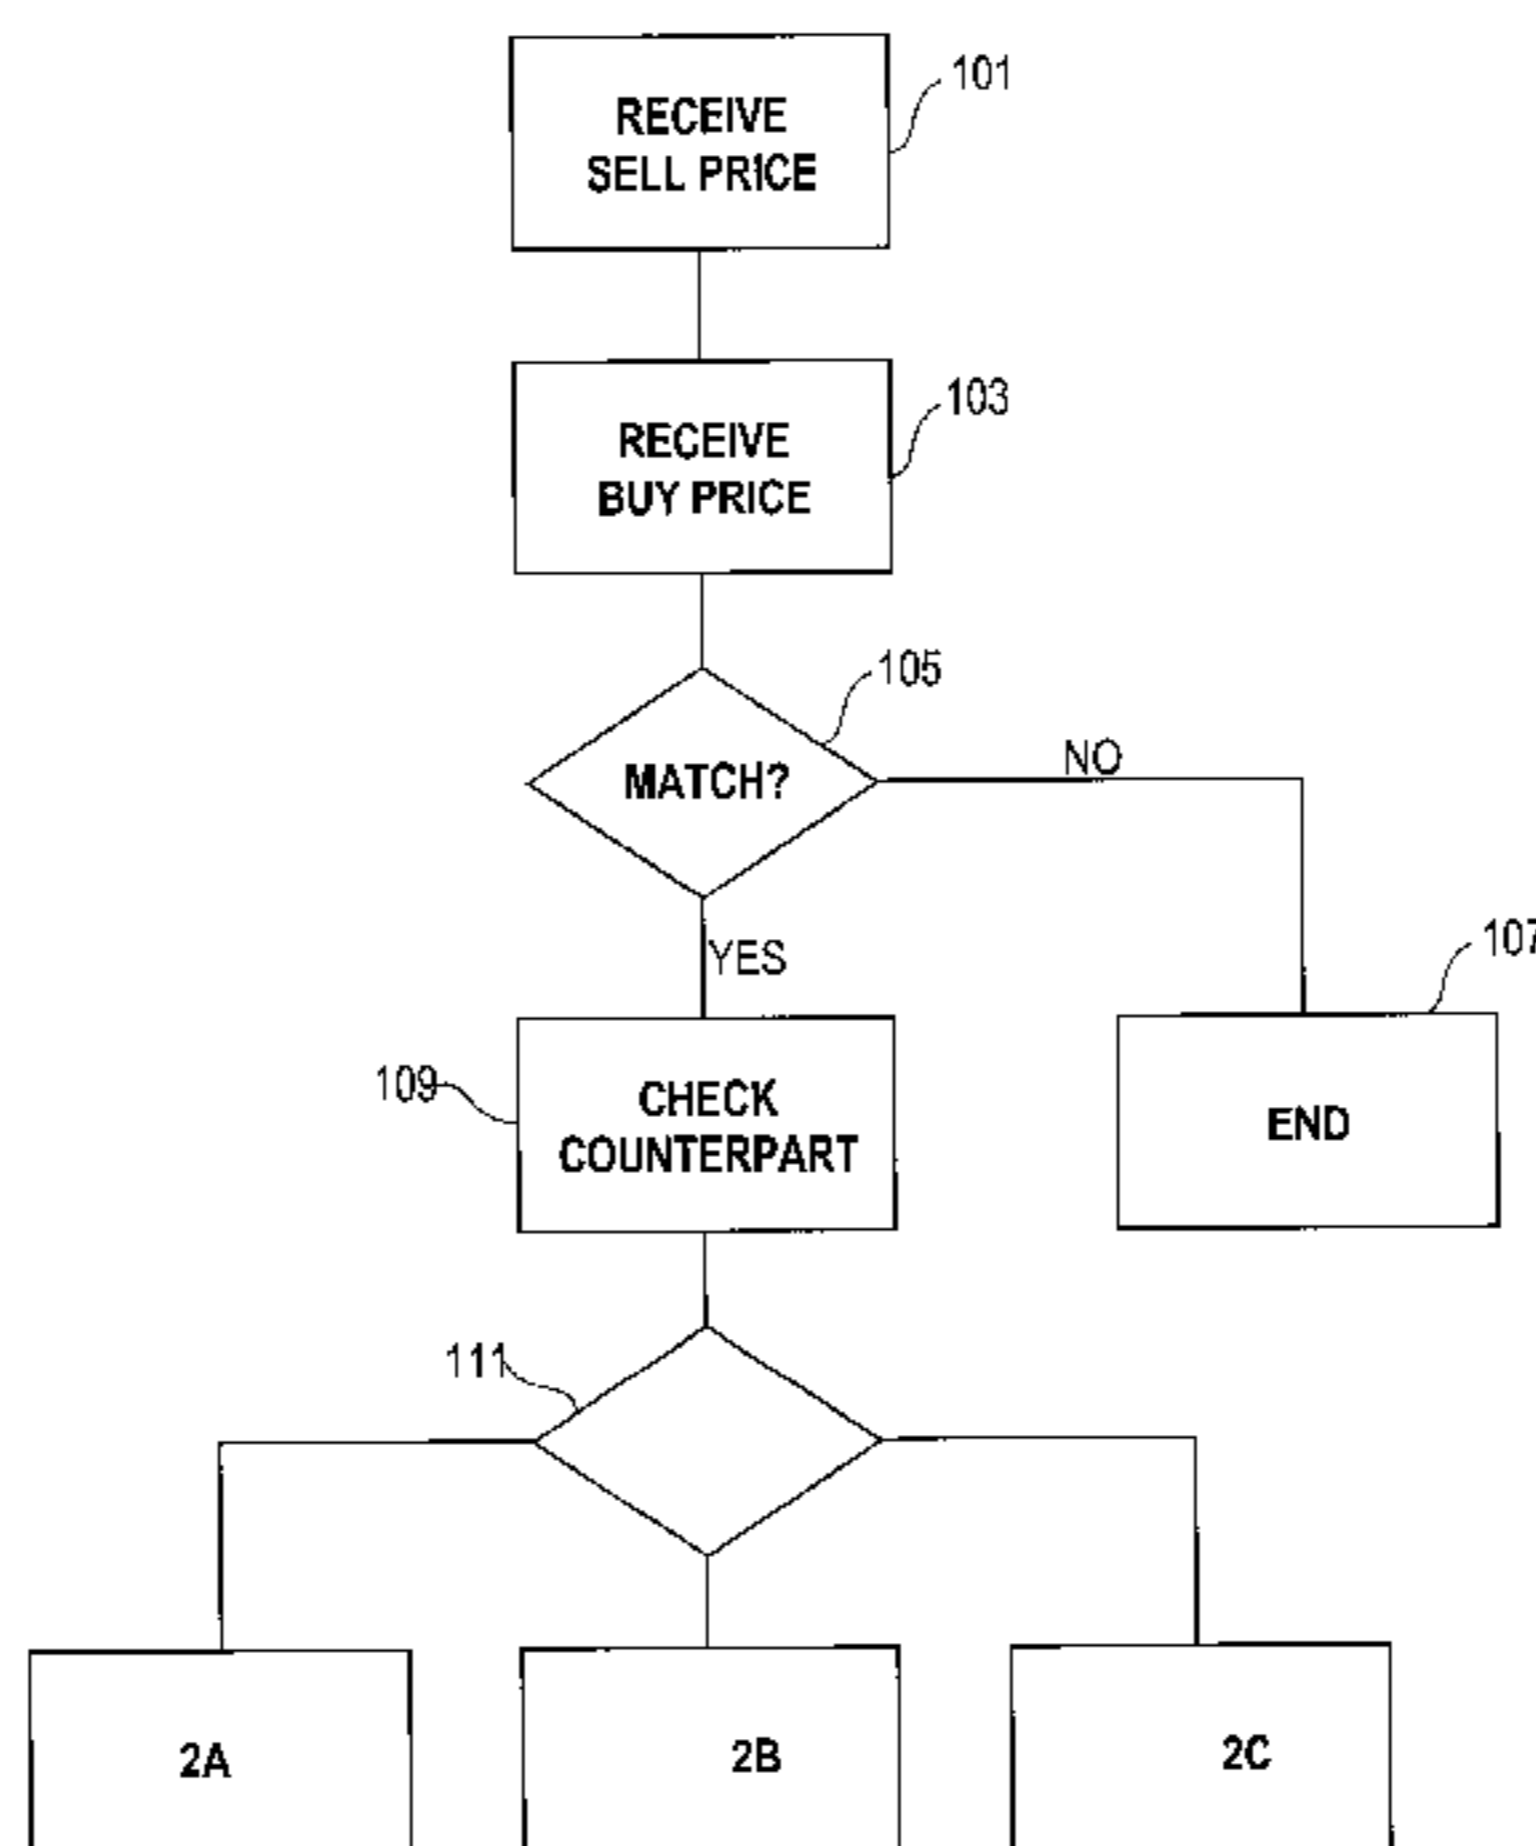 101
RECEIVE
SELL PRICE
103
RECEIVE
BUY PRICE
105
MATCH?
NO
YES
107
109
CHECK
COUNTERPART
END
111
2A
2B
2C